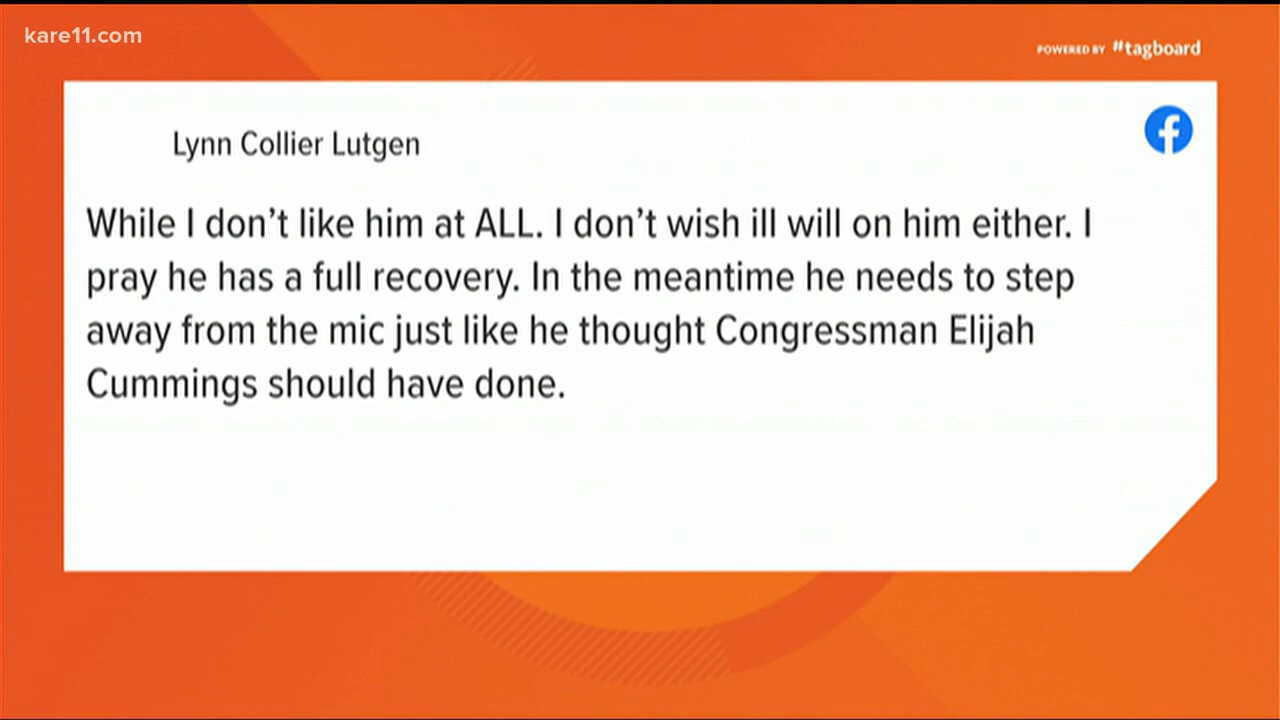 kare11.com
POWERED BY #tagboard
Lynn Collier Lutgen
While I don’t like him at ALL. I don’t wish ill will on him either. I
pray he has a full recovery. In the meantime he needs to step
away from the mic just like he thought Congressman Elijah
Cummings should have done.